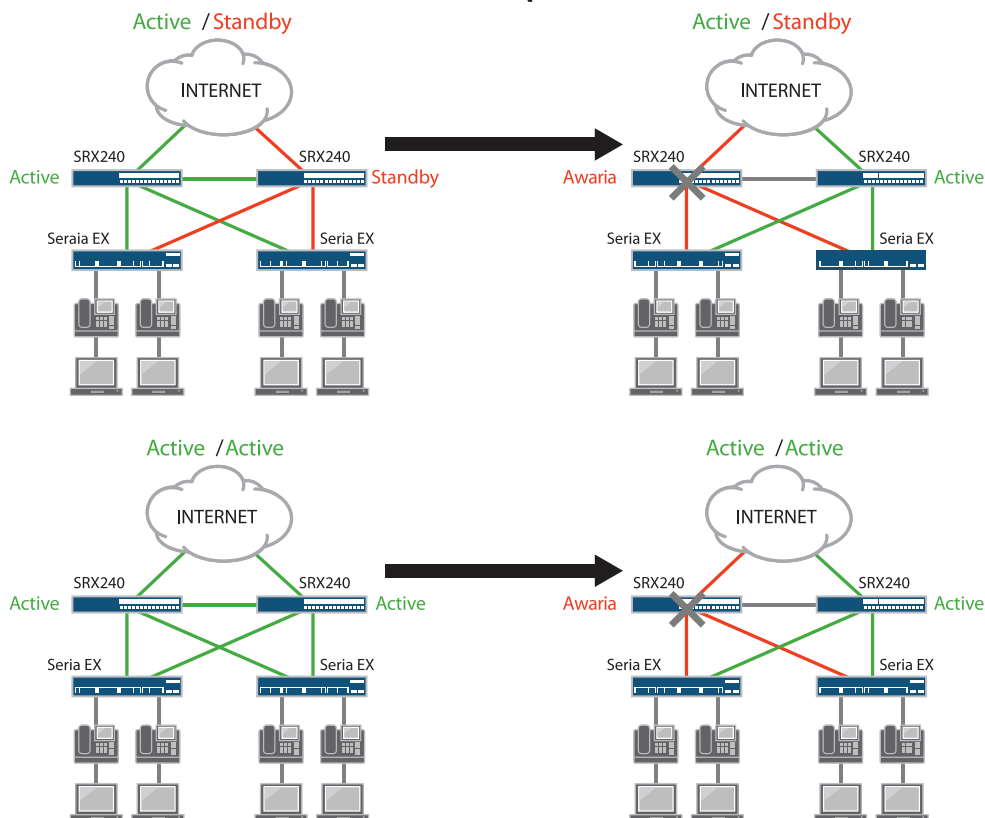 Active / Standby
Active / Standby
INTERNET
INTERNET
SRX240
SRX240
SRX240
SRX240
Active
Standby
Awaria
Active
Seraia EX
Seria EX
Seria EX
Seria EX
Active / Active
Active / Active
INTERNET
INTERNET
SRX240
SRX240
SRX240
SRX240
Active
Active
Awaria
Active
Seria EX
Seria EX
Seria EX
Seria EX